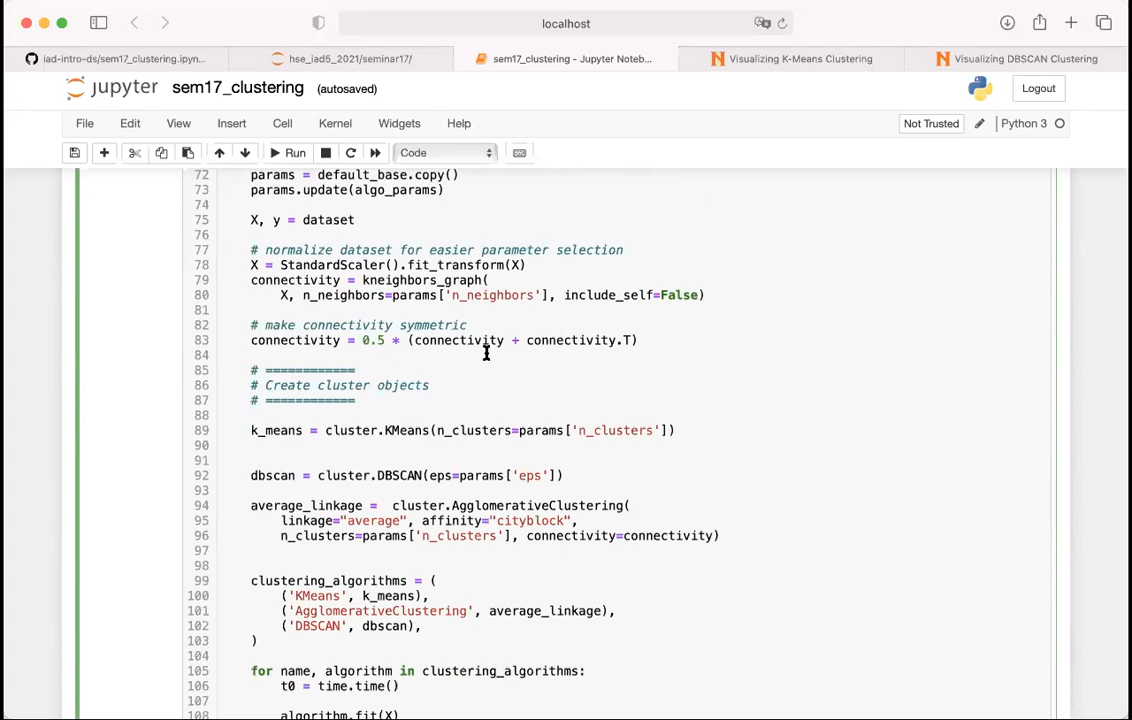 localhost
iad-intro-ds/sem17_clustering.ipyn...
hse_iad5_2021/seminar17/
sem17_clustering - Jupyter Noteb...
Visualizing K-Means Clustering
Visualizing DBSCAN Clustering
jupyter sem17_clustering (autosaved)
Logout
File Edit View Insert Cell Kernel Widgets Help
Not Trusted
Python 3
Run
Code
72 params = default_base.copy()
73 params.update(algo_params)
74
75 X, y = dataset
76
77 # normalize dataset for easier parameter selection
78 X = StandardScaler().fit_transform(X)
79 connectivity = kneighbors_graph(
80 X, n_neighbors=params['n_neighbors'], include_self=False)
81
82 # make connectivity symmetric
83 connectivity = 0.5 * (connectivity + connectivity.T)
84
85 # ============
86 # Create cluster objects
87 # ============
88
89 k_means = cluster.KMeans(n_clusters=params['n_clusters'])
90
91
92 dbscan = cluster.DBSCAN(eps=params['eps'])
93
94 average_linkage =  cluster.AgglomerativeClustering(
95 linkage="average", affinity="cityblock",
96 n_clusters=params['n_clusters'], connectivity=connectivity)
97
98
99 clustering_algorithms = (
100 ('KMeans', k_means),
101 ('AgglomerativeClustering', average_linkage),
102 ('DBSCAN', dbscan),
103 )
104
105 for name, algorithm in clustering_algorithms:
106 t0 = time.time()
107
108 algorithm.fit(X)